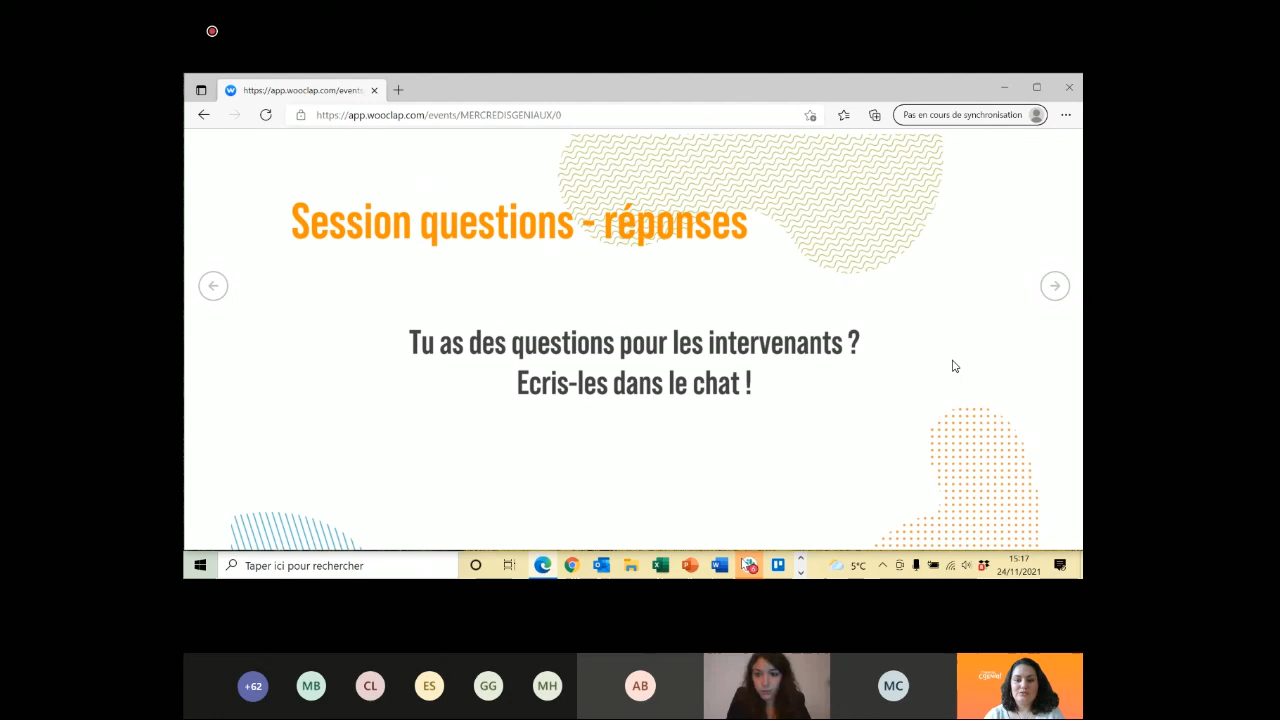 https://app.wooclap.com/events
https://app.wooclap.com/events/MERCREDISGENIAUX/0
Pas en cours de synchronisation
Session questions - réponses
Tu as des questions pour les intervenants ?
Ecris-les dans le chat !
Taper ici pour rechercher
5°C
15:17
24/11/2021
+62
MB
CL
ES
GG
MH
AB
MC
c'géniAl